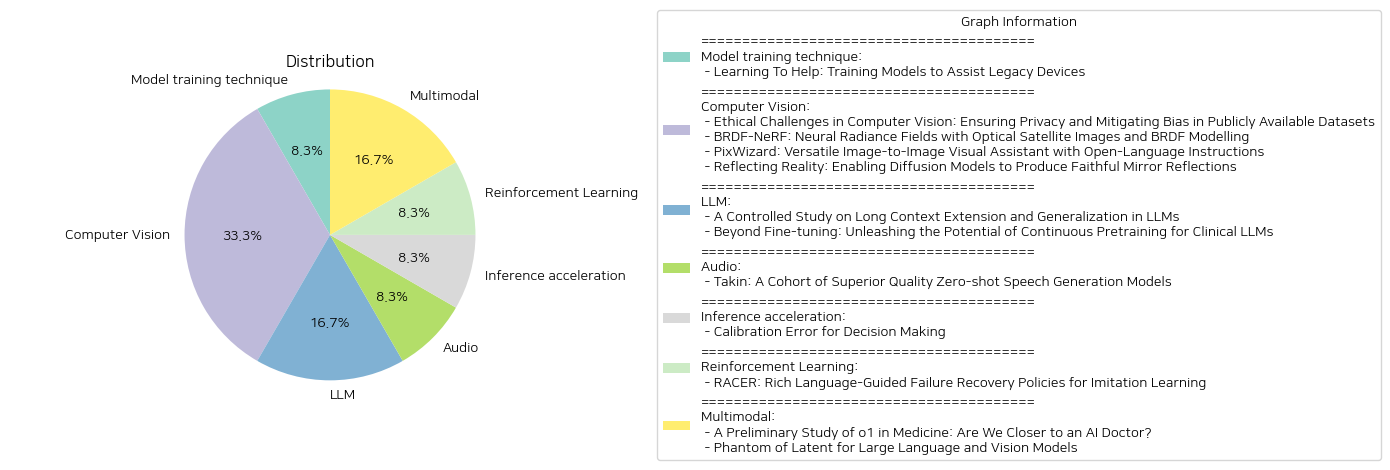 Distribution
Model training technique
Multimodal
8.3%
16.7%
Reinforcement Learning
8.3%
Computer Vision
33.3%
8.3%
Inference acceleration
8.3%
16.7%
Audio
LLM
Graph Information
========================================
Model training technique:
- Learning To Help: Training Models to Assist Legacy Devices
========================================
Computer Vision:
- Ethical Challenges in Computer Vision: Ensuring Privacy and Mitigating Bias in Publicly Available Datasets
- BRDF-NeRF: Neural Radiance Fields with Optical Satellite Images and BRDF Modelling
- PixWizard: Versatile Image-to-Image Visual Assistant with Open-Language Instructions
- Reflecting Reality: Enabling Diffusion Models to Produce Faithful Mirror Reflections
========================================
LLM:
- A Controlled Study on Long Context Extension and Generalization in LLMs
- Beyond Fine-tuning: Unleashing the Potential of Continuous Pretraining for Clinical LLMs
========================================
Audio:
- Takin: A Cohort of Superior Quality Zero-shot Speech Generation Models
========================================
Inference acceleration:
- Calibration Error for Decision Making
========================================
Reinforcement Learning:
- RACER: Rich Language-Guided Failure Recovery Policies for Imitation Learning
========================================
Multimodal:
- A Preliminary Study of o1 in Medicine: Are We Closer to an AI Doctor?
- Phantom of Latent for Large Language and Vision Models